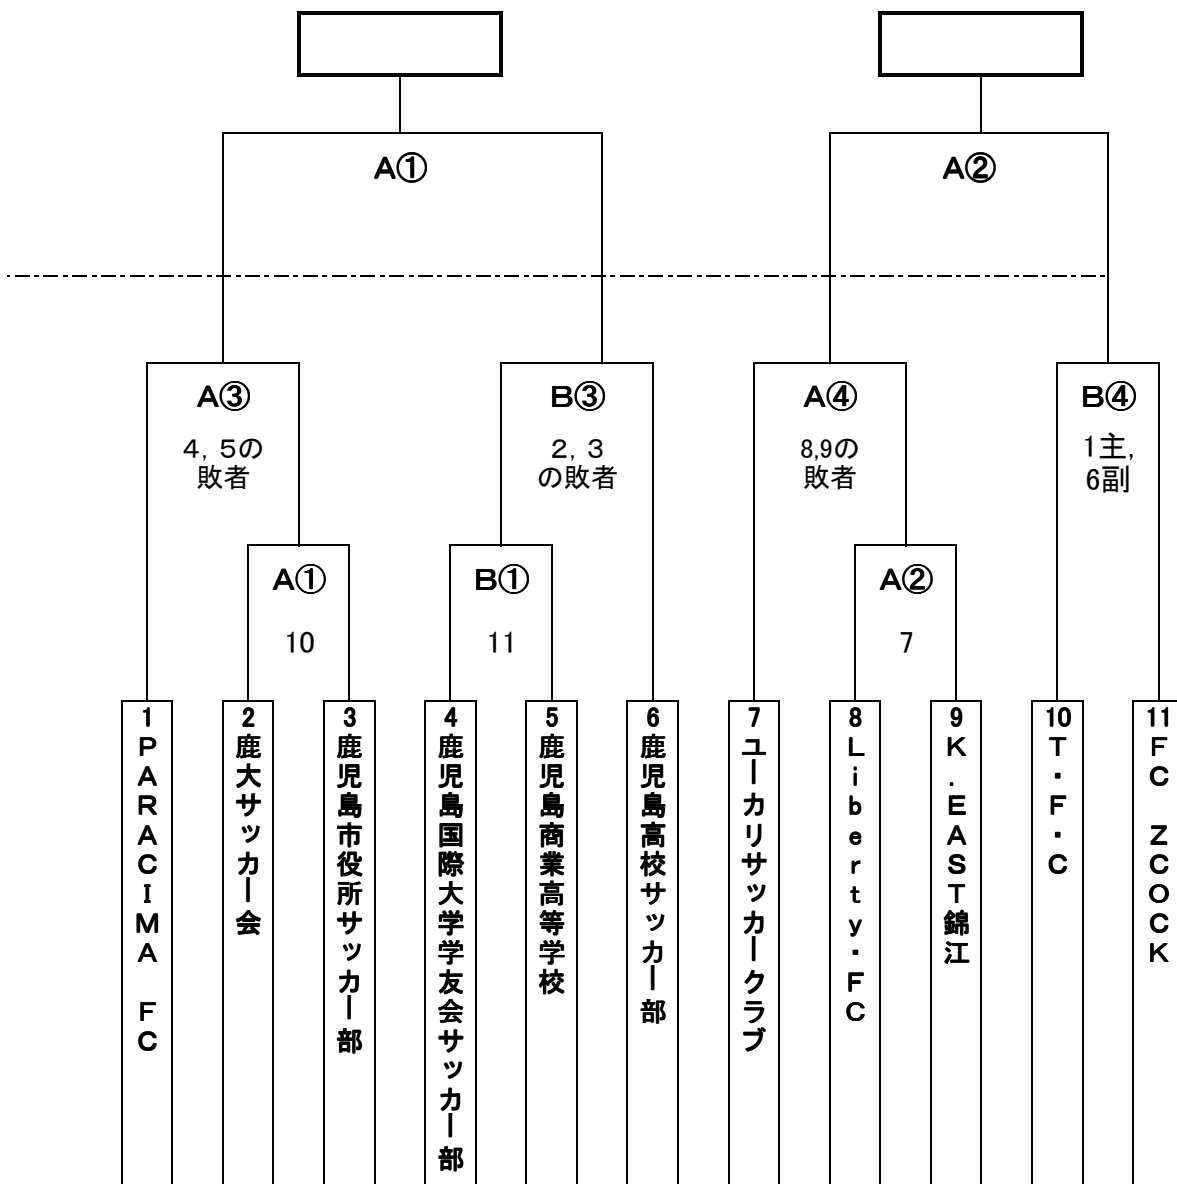 A①
A②
A③
B③
A④
B④
４，５の
敗者
２，３
の敗者
8,9の
敗者
1主，
6副
A①
B①
A②
10
11
7
1
PARACIMA FC
2
鹿大サッカー会
3
鹿児島市役所サッカー部
4
鹿児島国際大学学友会サッカー部
5
鹿児島商業高等学校
6
鹿児島高校サッカー部
7
ユーカリサッカークラブ
8
Liberty・FC
9
K.EAST錦江
10
T・F・C
11
FC ZCOCK